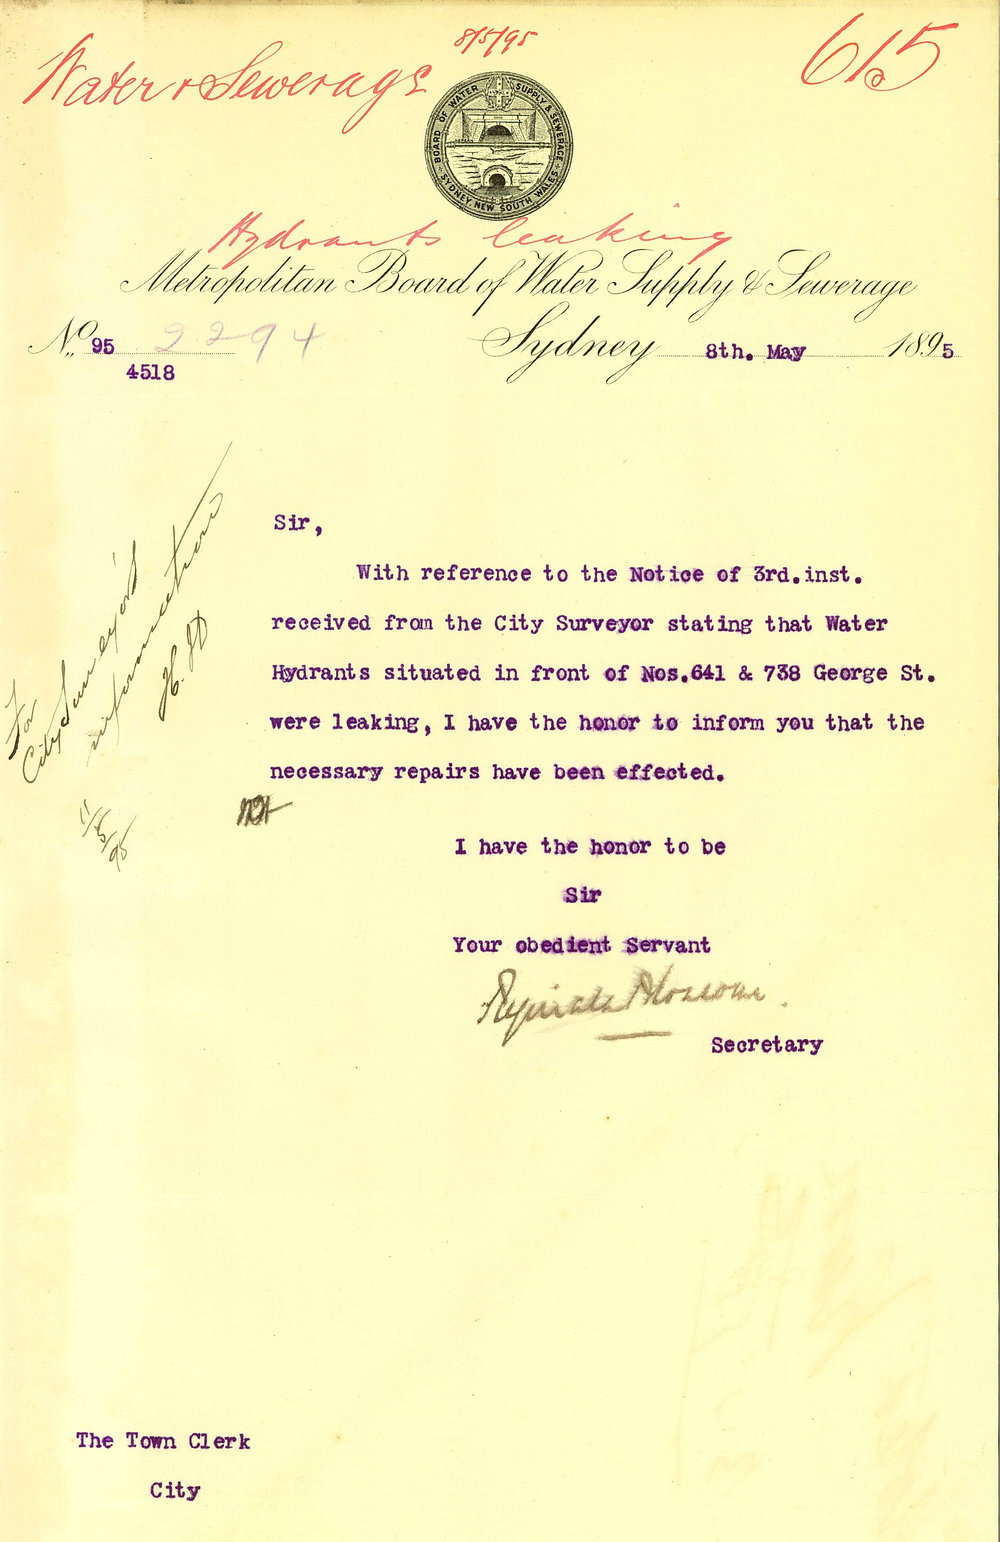 8/5/95
Water & Sewerage
615
BOARD OF WATER SUPPLY & SEWERAGE
SYDNEY, NEW SOUTH WALES
Hydrants leaking
Metropolitan Board of Water Supply & Sewerage
No. 95 2294
4518
Sydney 8th. May 1895
For
City Surveyor's
information
11/5/95
Sir,
With reference to the Notice of 3rd.inst.
received from the City Surveyor stating that Water
Hydrants situated in front of Nos.641 & 738 George St.
were leaking, I have the honor to inform you that the
necessary repairs have been effected.
I have the honor to be
Sir
Your obedient Servant
Secretary
The Town Clerk
City